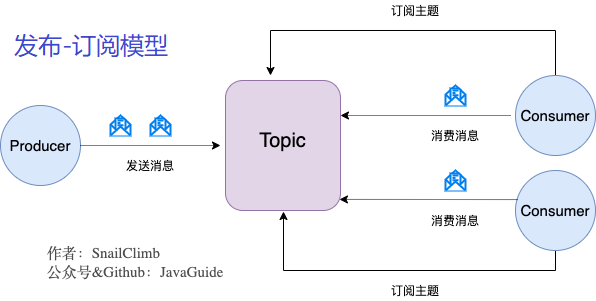 订阅主题
发布-订阅模型
Producer
发送消息
Topic
消费消息
Consumer
消费消息
Consumer
作者：SnailClimb
公众号&Github：JavaGuide
订阅主题